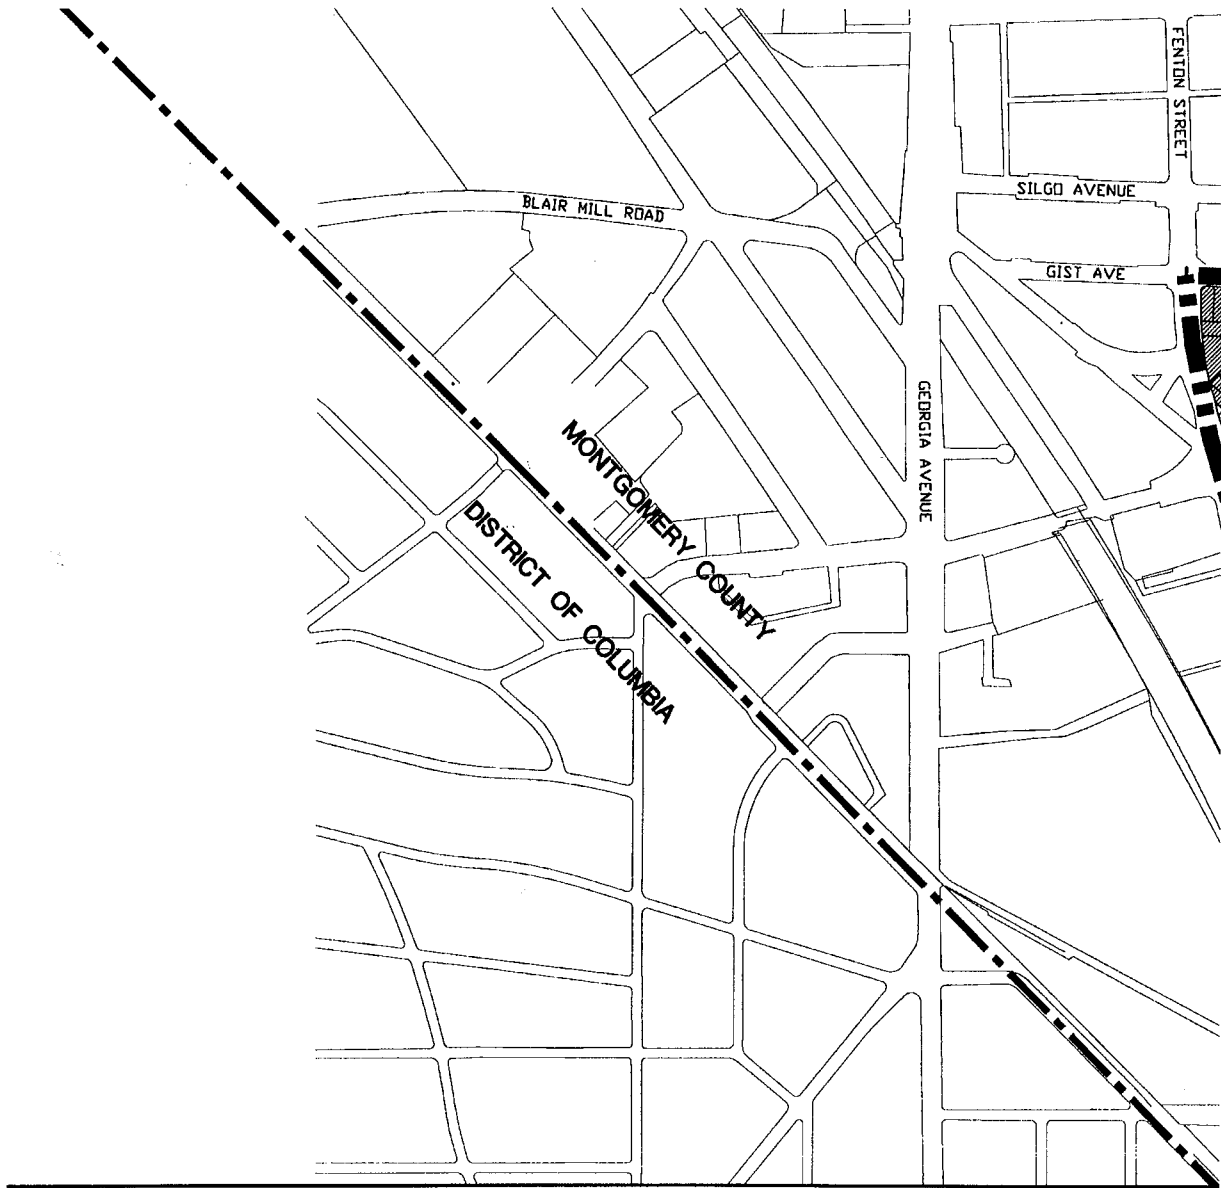 FENTON STREET
SILGO AVENUE
BLAIR MILL ROAD
GIST AVE
GEORGIA AVENUE
MONTGOMERY COUNTY
DISTRICT OF COLUMBIA